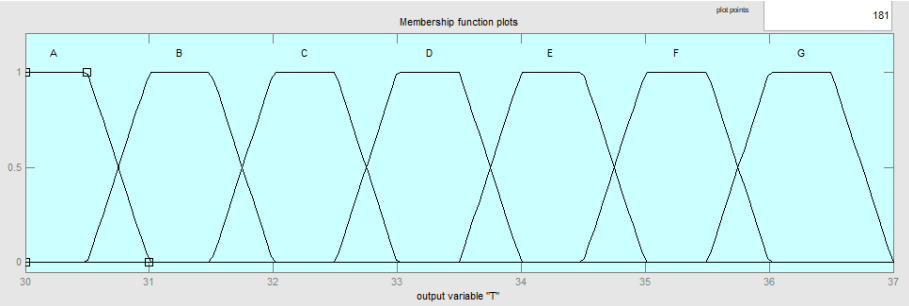 plot points:
181
Membership function plots
A B C D E F G
1
0.5
0
30 31 32 33 34 35 36 37
output variable "T"